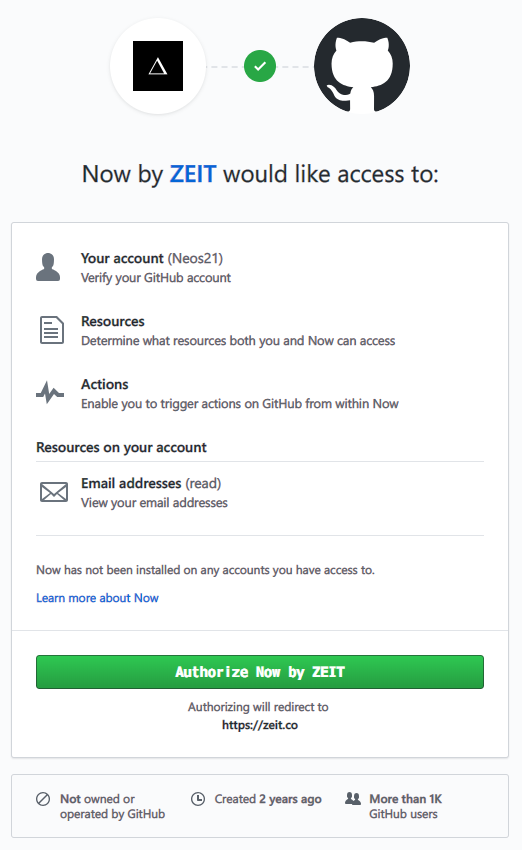 Now by ZEIT would like access to:
Your account (Neos21)
Verify your GitHub account
Resources
Determine what resources both you and Now can access
Actions
Enable you to trigger actions on GitHub from within Now
Resources on your account
Email addresses (read)
View your email addresses
Now has not been installed on any accounts you have access to.
Learn more about Now
Authorize Now by ZEIT
Authorizing will redirect to
https://zeit.co
Not owned or
operated by GitHub
Created 2 years ago
More than 1K
GitHub users